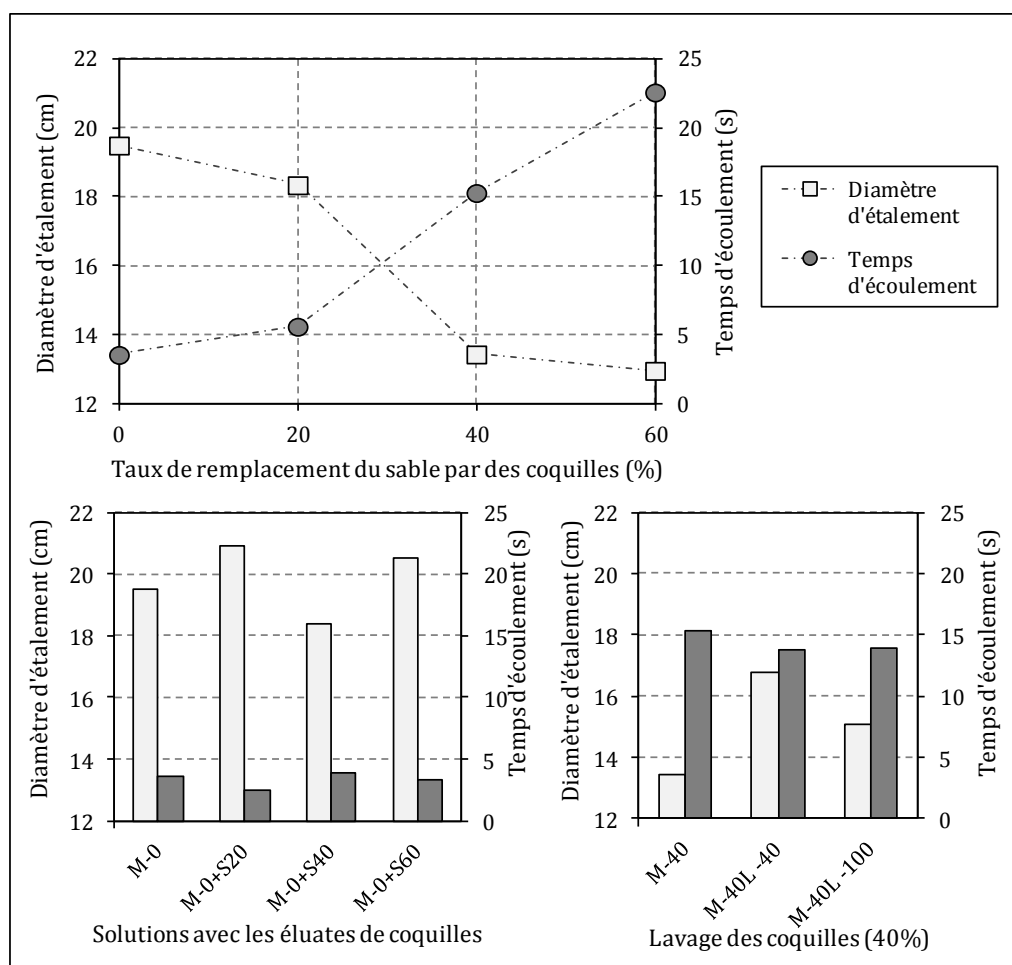 22
20
18
16
14
12
Diamètre d'étalement (cm)
25
20
15
10
5
0
Temps d'écoulement (s)
0 20 40 60
Taux de remplacement du sable par des coquilles (%)
Diamètre
d'étalement
Temps
d'écoulement
22
20
18
16
14
12
Diamètre d'étalement (cm)
25
20
15
10
5
0
Temps d'écoulement (s)
M-0
M-0+S20
M-0+S40
M-0+S60
Solutions avec les éluates de coquilles
22
20
18
16
14
12
Diamètre d'étalement (cm)
25
20
15
10
5
0
Temps d'écoulement (s)
M-40
M-40L -40
M-40L -100
Lavage des coquilles (40%)